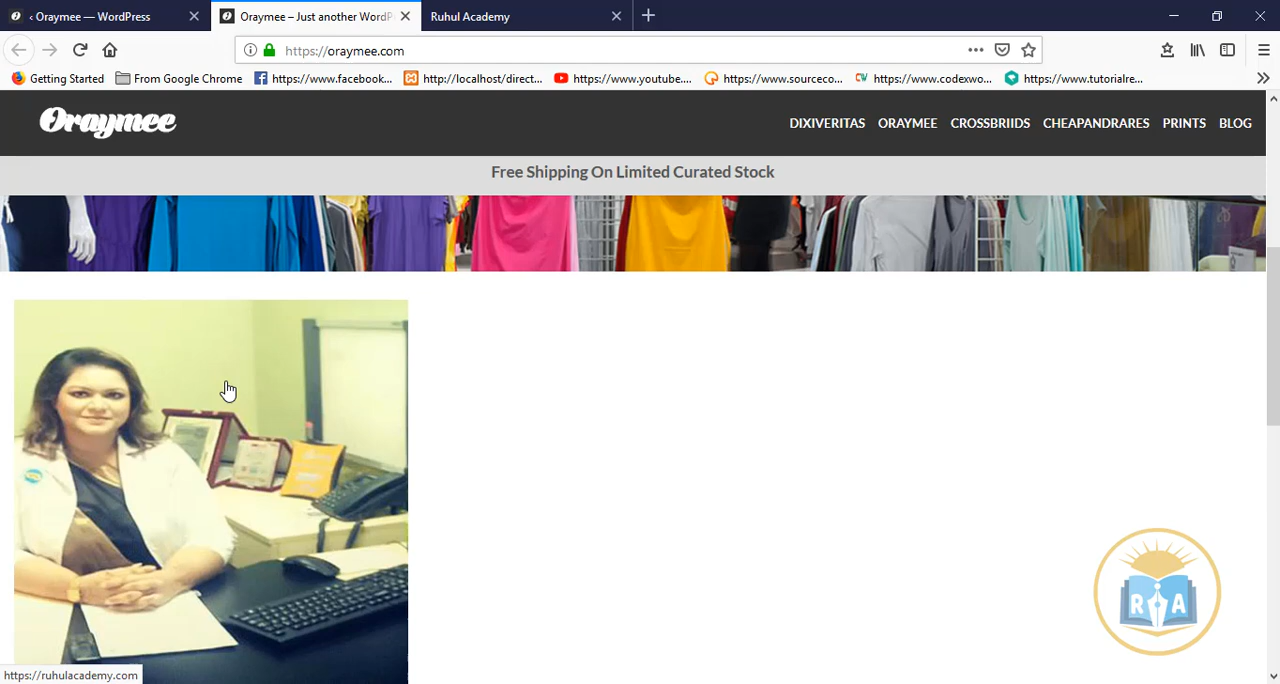 ‹ Oraymee — WordPress
Oraymee – Just another WordP
Ruhul Academy
https://oraymee.com
Getting Started
From Google Chrome
https://www.facebook...
http://localhost/direct...
https://www.youtube....
https://www.sourceco...
https://www.codexwo...
https://www.tutorialre...
Oraymee
DIXIVERITAS ORAYMEE CROSSBRIIDS CHEAPANDRARES PRINTS BLOG
Free Shipping On Limited Curated Stock
R A
https://ruhulacademy.com